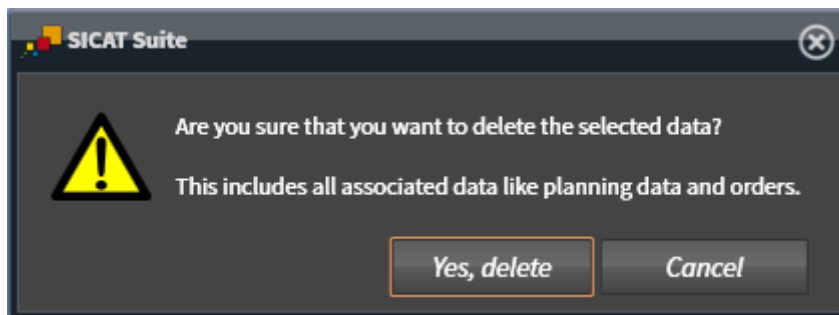 SICAT Suite
Are you sure that you want to delete the selected data?
This includes all associated data like planning data and orders.
Yes, delete
Cancel